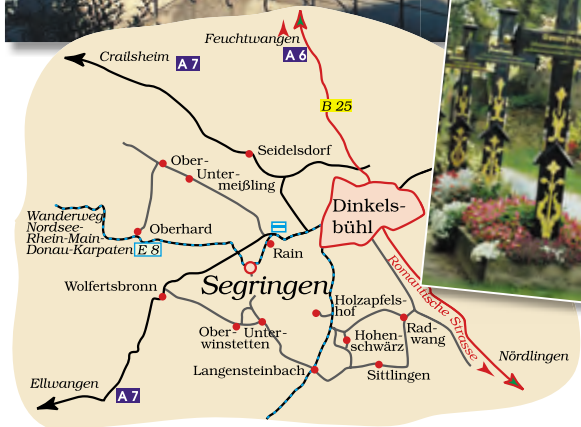 Feuchtwangen
Crailsheim
A 7
A 6
B 25
Seidelsdorf
Ober-
Unter-
meißling
Dinkels-
bühl
Wanderweg
Nordsee-
Rhein-Main-
Donau-Karpaten
E 8
Oberhard
Rain
Segringen
Wolfertsbronn
Romantische Strasse
Holzapfels-
hof
Ober-
Unter-
winstetten
Hohen-
schwärz
Rad-
wang
Nördlingen
Langensteinbach
Sittlingen
Ellwangen
A 7